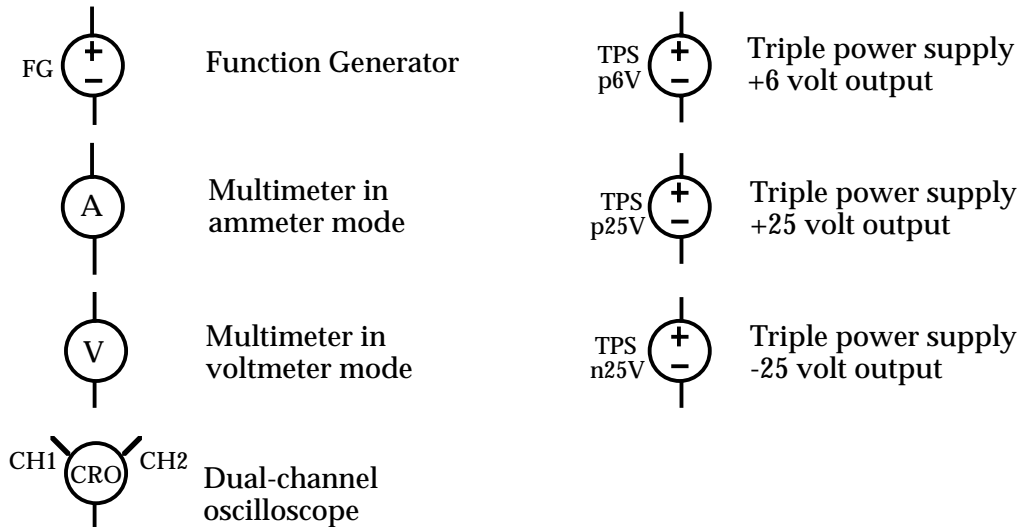 FG
+
−
Function Generator
A
Multimeter in
ammeter mode
V
Multimeter in
voltmeter mode
CH1
CRO
CH2
Dual-channel
oscilloscope
TPS
p6V
+
−
Triple power supply
+6 volt output
TPS
p25V
+
−
Triple power supply
+25 volt output
TPS
n25V
+
−
Triple power supply
-25 volt output